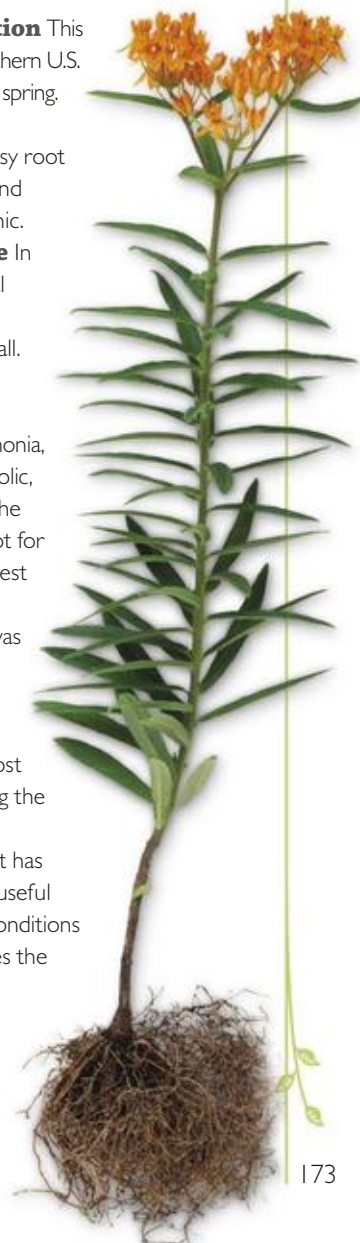 tion This
hern U.S.
spring.
sy root
nd
nic.
e In
l
all.
nonia,
olic,
he
ot for
est
vas
ost
g the
t has
useful
onditions
es the
173